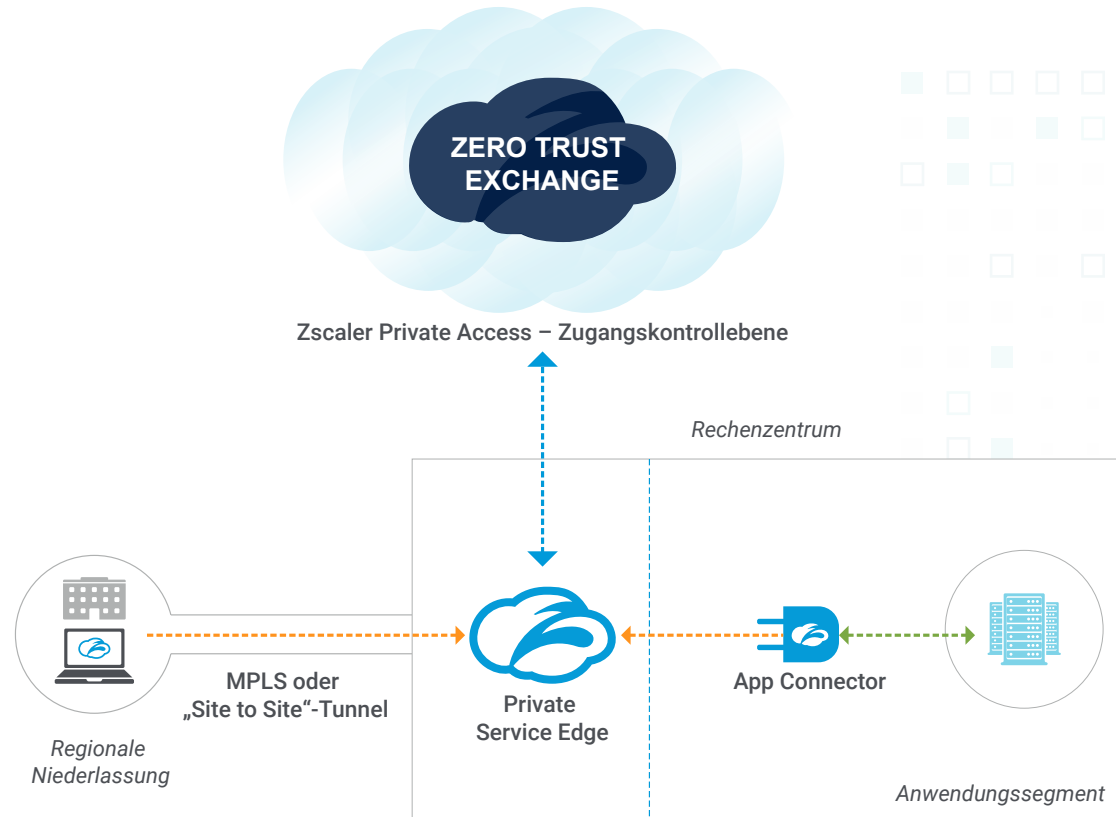 ZERO TRUST
EXCHANGE
Zscaler Private Access – Zugangskontrollebene
Rechenzentrum
MPLS oder
„Site to Site“-Tunnel
Private
Service Edge
App Connector
Regionale
Niederlassung
Anwendungssegment